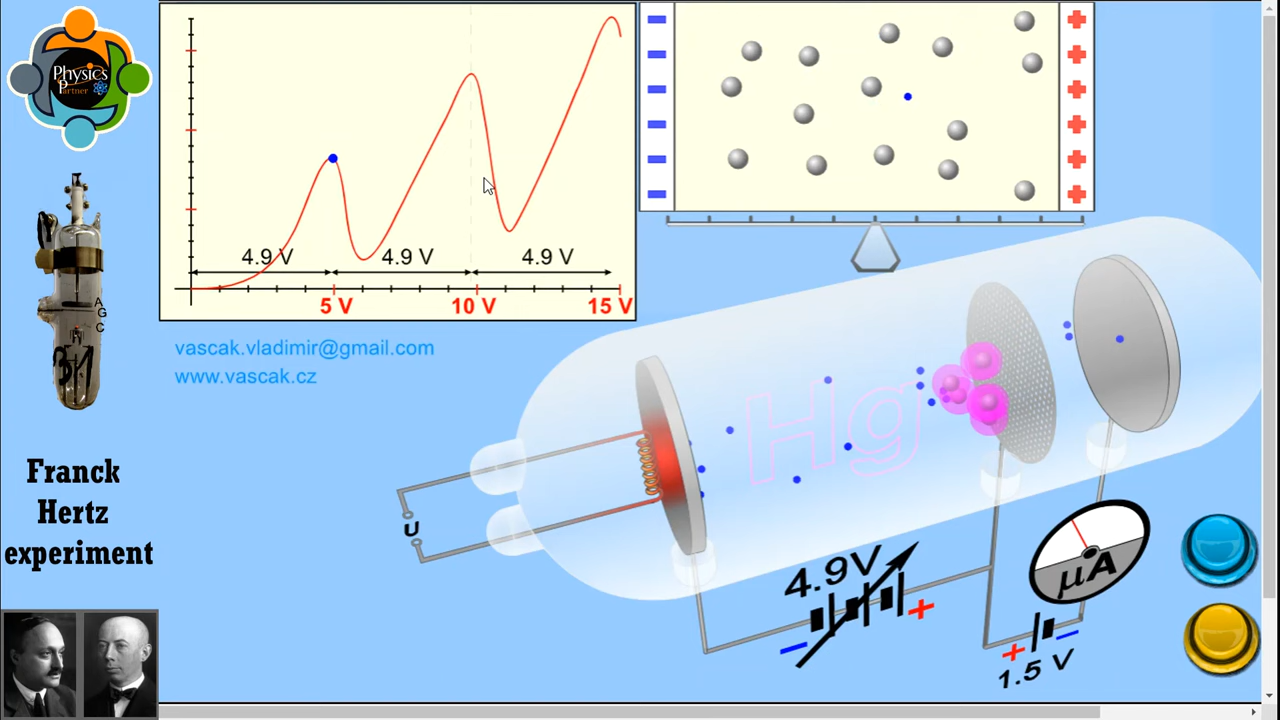 Physics
Partner
4.9 V
4.9 V
4.9 V
5 V
10 V
15 V
vascak.vladimir@gmail.com
www.vascak.cz
A
G
C
Franck
Hertz
experiment
Hg
U
4.9V
μA
1.5 V